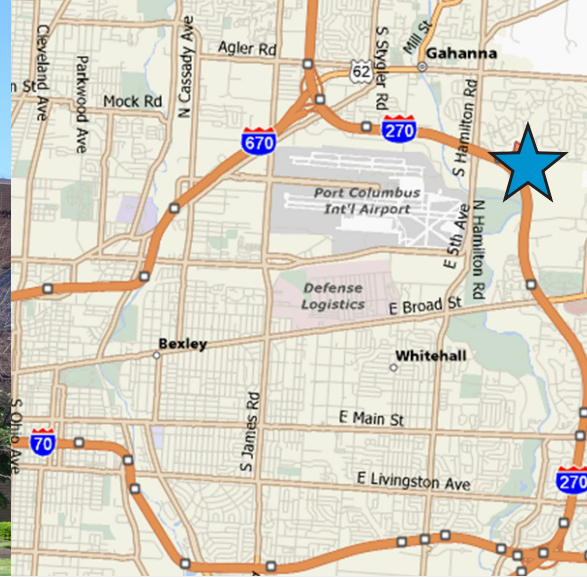 Cleveland Ave
Parkwood Ave
N Cassady Ave
Agler Rd
S Stygler Rd
Mill St
Gahanna
62
n St
Mock Rd
670
270
S Hamilton Rd
Port Columbus
Int'l Airport
E 5th Ave
N Hamilton Rd
Defense
Logistics
E Broad St
Bexley
Whitehall
S Ohio Ave
S James Rd
E Main St
70
E Livingston Ave
270